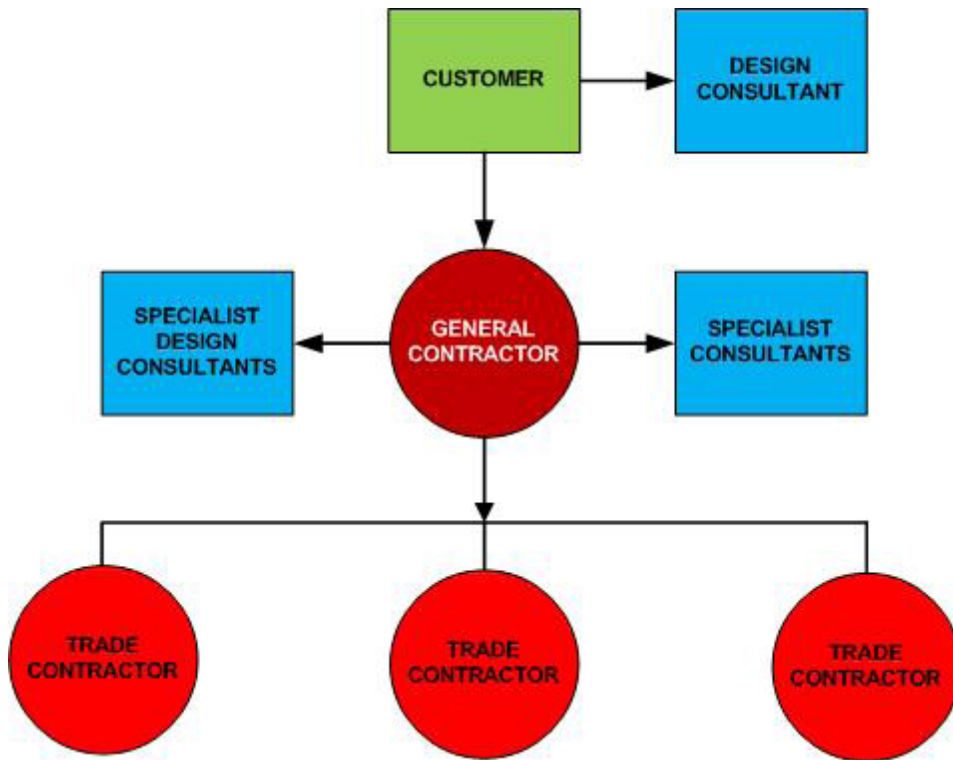 CUSTOMER
DESIGN
CONSULTANT
SPECIALIST
DESIGN
CONSULTANTS
GENERAL
CONTRACTOR
SPECIALIST
CONSULTANTS
TRADE
CONTRACTOR
TRADE
CONTRACTOR
TRADE
CONTRACTOR